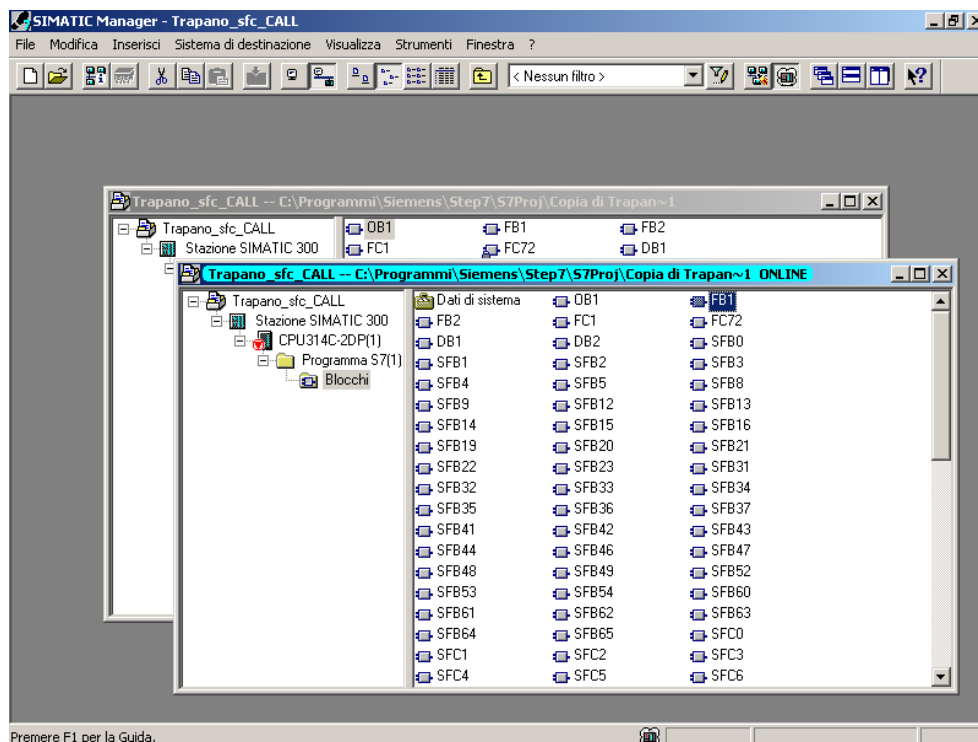 SIMATIC Manager - Trapano_sfc_CALL
File Modifica Inserisci Sistema di destinazione Visualizza Strumenti Finestra ?
< Nessun filtro >
Trapano_sfc_CALL -- C:\Programmi\Siemens\Step7\S7Proj\Copia di Trapan~1
Trapano_sfc_CALL OB1 FB1 FB2
Stazione SIMATIC 300 FC1 FC72 DB1
Trapano_sfc_CALL -- C:\Programmi\Siemens\Step7\S7Proj\Copia di Trapan~1 ONLINE
Trapano_sfc_CALL Dati di sistema OB1 FB1
Stazione SIMATIC 300 FB2 FC1 FC72
CPU314C-2DP(1) DB1 DB2 SFB0
Programma S7(1) SFB1 SFB2 SFB3
Blocchi SFB4 SFB5 SFB8
SFB9 SFB12 SFB13
SFB14 SFB15 SFB16
SFB19 SFB20 SFB21
SFB22 SFB23 SFB31
SFB32 SFB33 SFB34
SFB35 SFB36 SFB37
SFB41 SFB42 SFB43
SFB44 SFB46 SFB47
SFB48 SFB49 SFB52
SFB53 SFB54 SFB60
SFB61 SFB62 SFB63
SFB64 SFB65 SFC0
SFC1 SFC2 SFC3
SFC4 SFC5 SFC6
Premere F1 per la Guida.